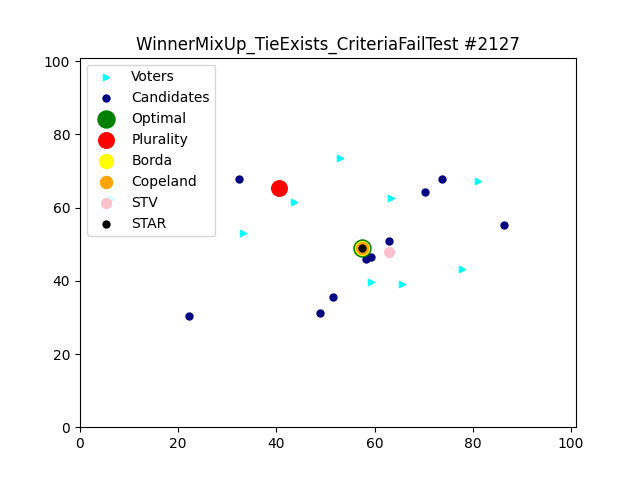 WinnerMixUp_TieExists_CriteriaFailTest #2127
100
80
60
40
20
0
0
20
40
60
80
100
Voters
Candidates
Optimal
Plurality
Borda
Copeland
STV
STAR